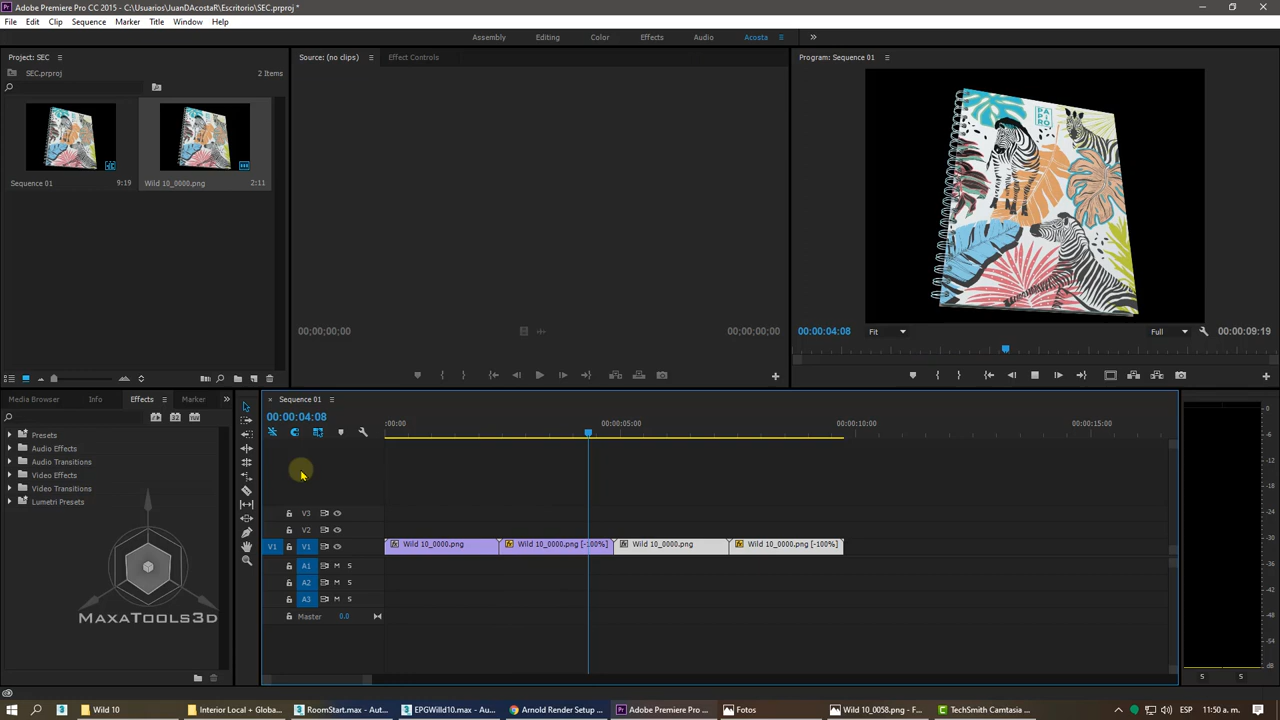 Adobe Premiere Pro CC 2015 - C:\Usuarios\JuanDAcostaR\Escritorio\SEC.prproj *
File Edit Clip Sequence Marker Title Window Help
Assembly Editing Color Effects Audio Acosta
Project: SEC
SEC.prproj 2 Items
Sequence 01 9:19 Wild 10_0000.png 2:11
Source: (no clips) Effect Controls
00;00;00;00 00;00;00;00
Program: Sequence 01
PA
PI
RO
00:00:04:08 Fit Full 00:00:09:19
Media Browser Info Effects Marker
Presets
Audio Effects
Audio Transitions
Video Effects
Video Transitions
Lumetri Presets
MAXATOOLS3D
Sequence 01
00:00:04:08
:00:00 00:00:05:00 00:00:10:00 00:00:15:00
V3
V2
V1 V1 Wild 10_0000.png Wild 10_0000.png [-100%] Wild 10_0000.png Wild 10_0000.png [-100%]
A1 M S
A2 M S
A3 M S
Master 0.0
S S
Wild 10 Interior Local + Globa... RoomStart.max - Aut... EPGWilld10.max - Au... Arnold Render Setup ... Adobe Premiere Pro ... Fotos Wild 10_0058.png - F... TechSmith Camtasia ... ESP 11:50 a. m.